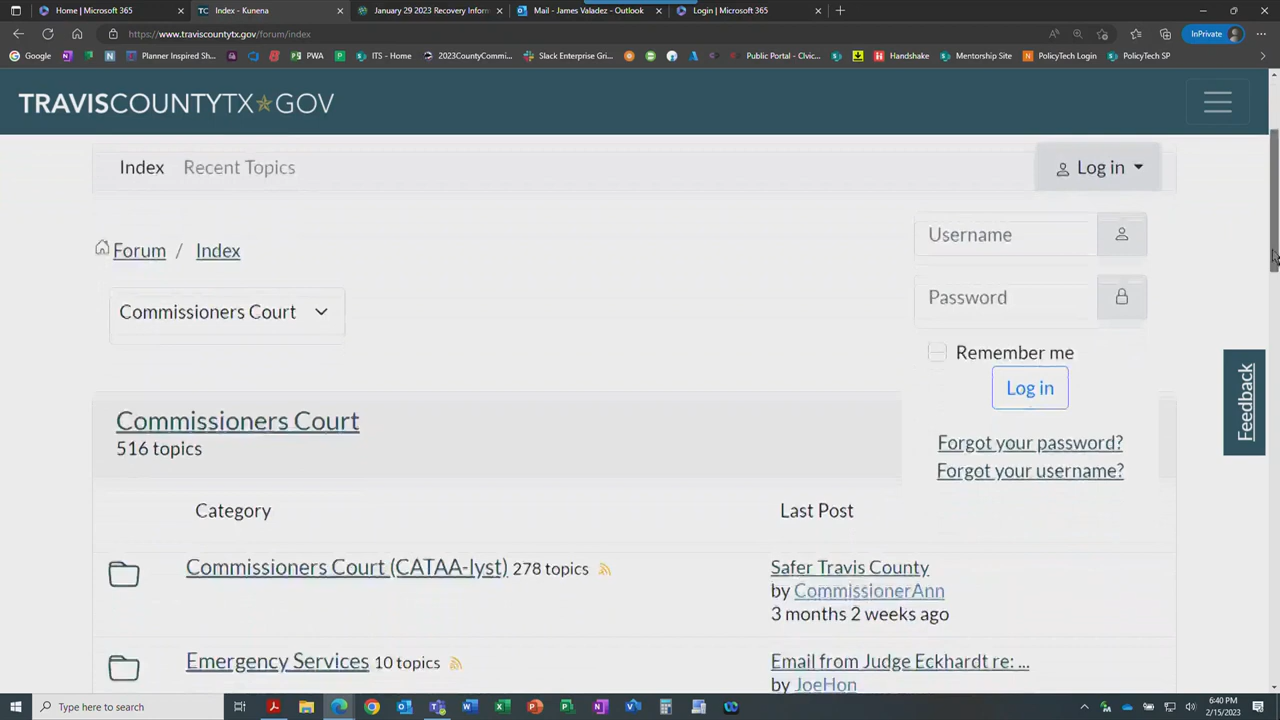 Home | Microsoft 365
Index - Kunena
January 29 2023 Recovery Inform
Mail - James Valadez - Outlook
Login | Microsoft 365
https://www.traviscountytx.gov/forum/index
InPrivate
Google
Planner Inspired Sh...
PWA
ITS - Home
2023CountyCommi...
Slack Enterprise Gri...
Public Portal - Civic...
Handshake
Mentorship Site
PolicyTech Login
PolicyTech SP
TRAVISCOUNTYTX★GOV
Index
Recent Topics
Log in
Forum / Index
Username
Password
Commissioners Court
Remember me
Log in
Forgot your password?
Forgot your username?
Feedback
Commissioners Court
516 topics
Category
Last Post
Commissioners Court (CATAA-lyst) 278 topics
Safer Travis County
by CommissionerAnn
3 months 2 weeks ago
Emergency Services 10 topics
Email from Judge Eckhardt re: ...
by JoeHon
Type here to search
6:40 PM
2/15/2023